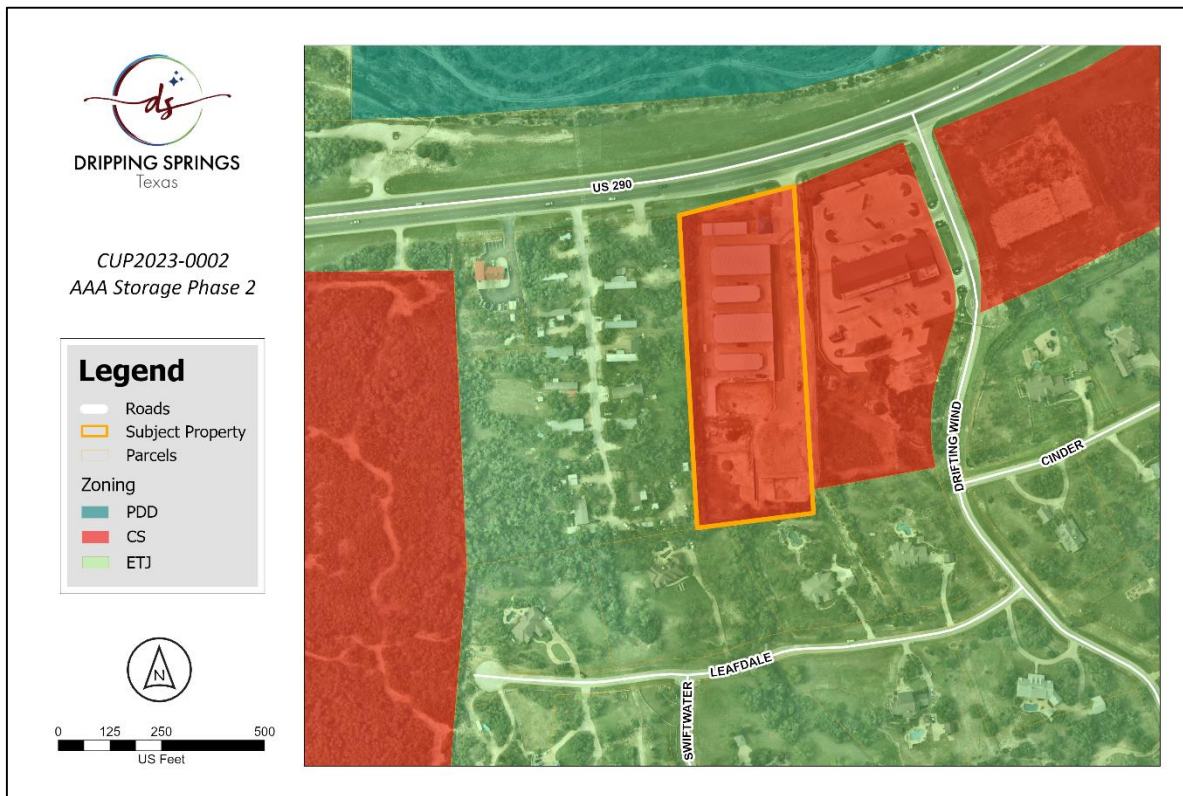 ds
DRIPPING SPRINGS
Texas
CUP2023-0002
AAA Storage Phase 2
Legend
Roads
Subject Property
Parcels
Zoning
PDD
CS
ETJ
N
0 125 250 500
US Feet
US 290
DRIFTING WIND
CINDER
LEAFDALE
SWIFTWATER